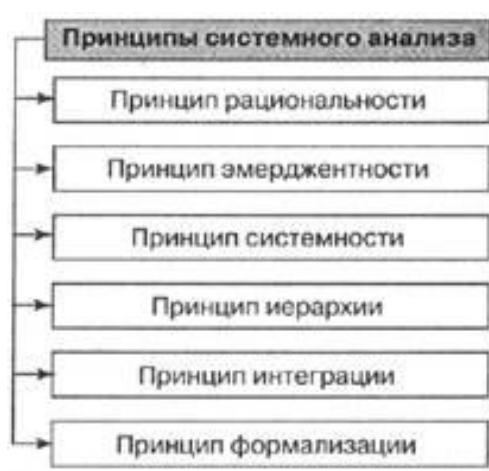 Принципы системного анализа
Принцип рациональности
Принцип эмерджентности
Принцип системности
Принцип иерархии
Принцип интеграции
Принцип формализации